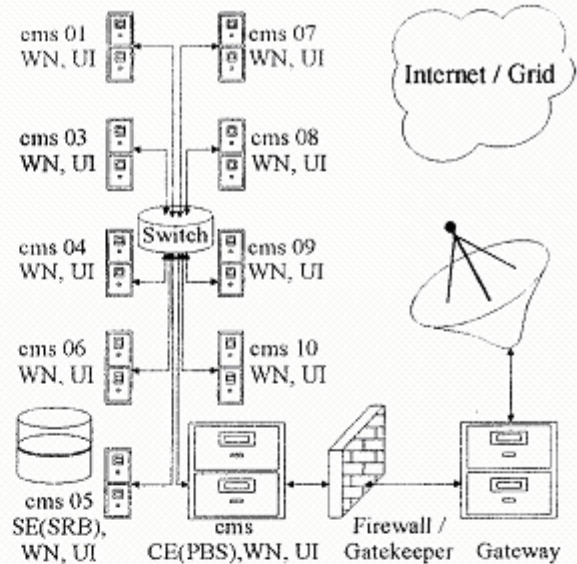 cms 01
WN, UI
cms 07
WN, UI
Internet / Grid
cms 03
WN, UI
cms 08
WN, UI
Switch
cms 04
WN, UI
cms 09
WN, UI
cms 06
WN, UI
cms 10
WN, UI
cms 05
SE(SRB),
WN, UI
cms
CE(PBS),WN, UI
Firewall /
Gatekeeper
Gateway